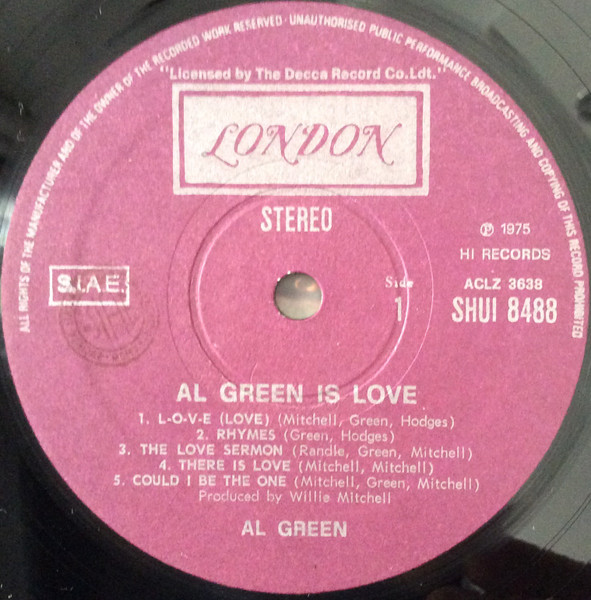 ALL RIGHTS OF THE MANUFACTURER AND OF THE OWNER OF THE RECORDED WORK RESERVED · UNAUTHORISED PUBLIC PERFORMANCE BROADCASTING AND COPYING OF THIS RECORD PROHIBITED
"Licensed by The Decca Record Co. Ldt."
LONDON
STEREO
℗ 1975
HI RECORDS
S.I.A.E.
Side
1
ACLZ 3638
SHUI 8488
AL GREEN IS LOVE
1. L-O-V-E (LOVE) (Mitchell, Green, Hodges)
2. RHYMES (Green, Hodges)
3. THE LOVE SERMON (Randle, Green, Mitchell)
4. THERE IS LOVE (Mitchell, Mitchell)
5. COULD I BE THE ONE (Mitchell, Green, Mitchell)
Produced by Willie Mitchell
AL GREEN